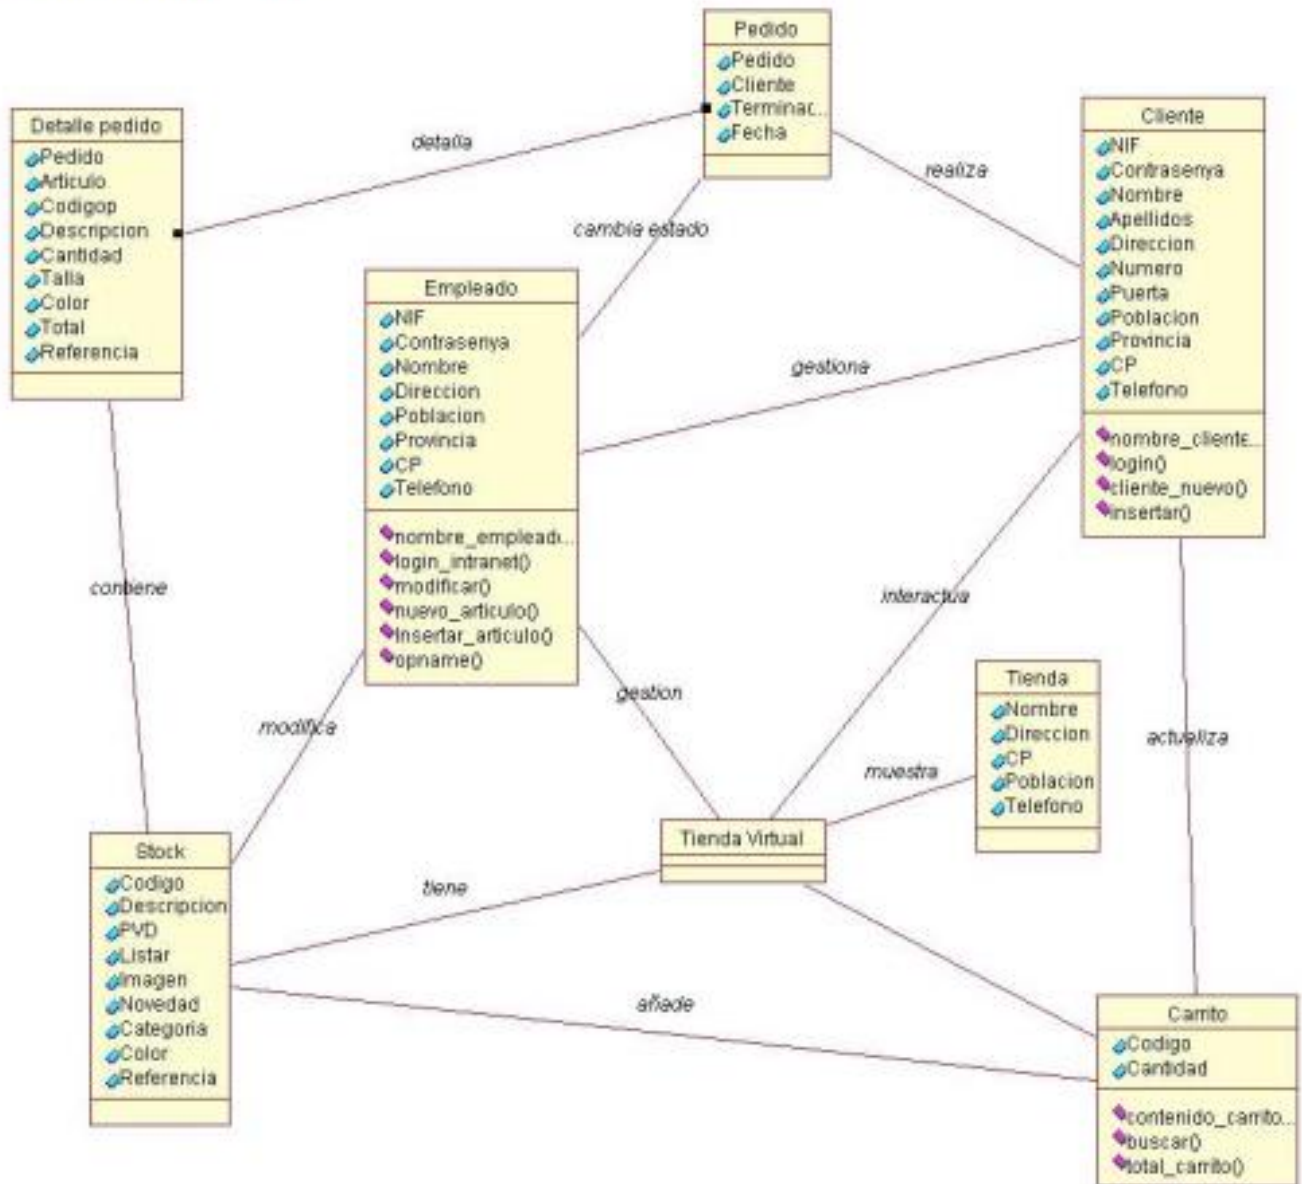 Pedido
Pedido
Cliente
Terminac...
Fecha
Detalle pedido
Pedido
Articulo
Codigop
Descripcion
Cantidad
Talla
Color
Total
Referencia
detalla
Cliente
NIF
Contrasenya
Nombre
Apellidos
Direccion
Numero
Puerta
Poblacion
Provincia
CP
Telefono
nombre_cliente...
login()
cliente_nuevo()
insertar()
realiza
cambia estado
Empleado
NIF
Contrasenya
Nombre
Direccion
Poblacion
Provincia
CP
Telefono
nombre_empleado...
login_intranet()
modificar()
nuevo_articulo()
Insertar_articulo()
opname()
gestiona
contiene
interactua
gestion
modifica
Tienda
Nombre
Direccion
CP
Poblacion
Telefono
actualiza
muestra
Tienda Virtual
Stock
Codigo
Descripcion
PVD
Listar
Imagen
Novedad
Categoria
Color
Referencia
tiene
añade
Carrito
Codigo
Cantidad
contenido_carrito...
buscar()
total_carrito()